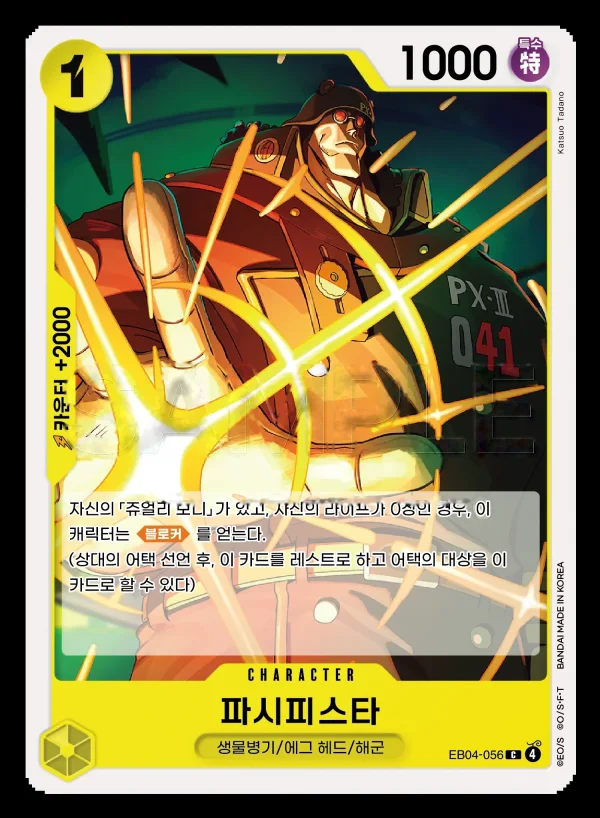 1
1000
특수
特
Katsuo Tadano
PX-III
041
카운터 +2000
SAMPLE
자신의 「쥬얼리 보니」가 있고, 자신의 라이프가 0장인 경우, 이
캐릭터는 블로커 를 얻는다.
(상대의 어택 선언 후, 이 카드를 레스트로 하고 어택의 대상을 이
카드로 할 수 있다)
CHARACTER
파시피스타
생물병기/에그 헤드/해군
EB04-056 C 4
©EO/S ©O/S・F・T BANDAI MADE IN KOREA